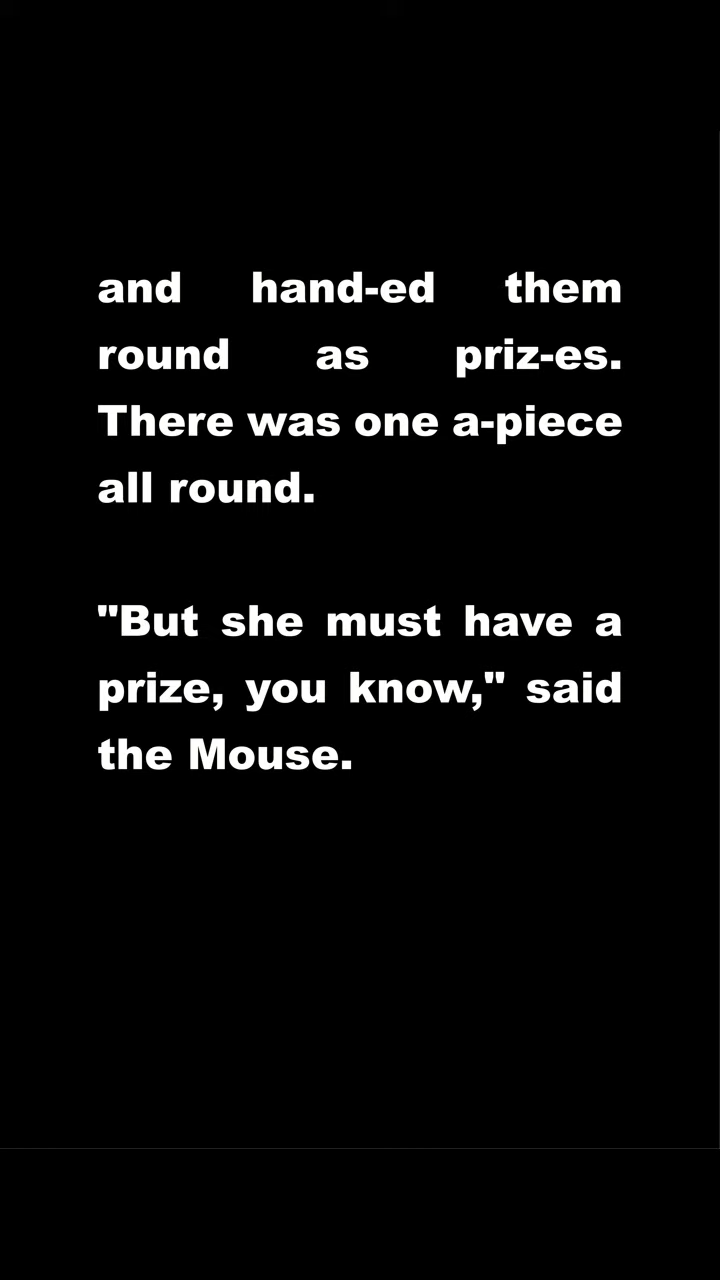 and hand-ed them
round as priz-es.
There was one a-piece
all round.
"But she must have a
prize, you know," said
the Mouse.